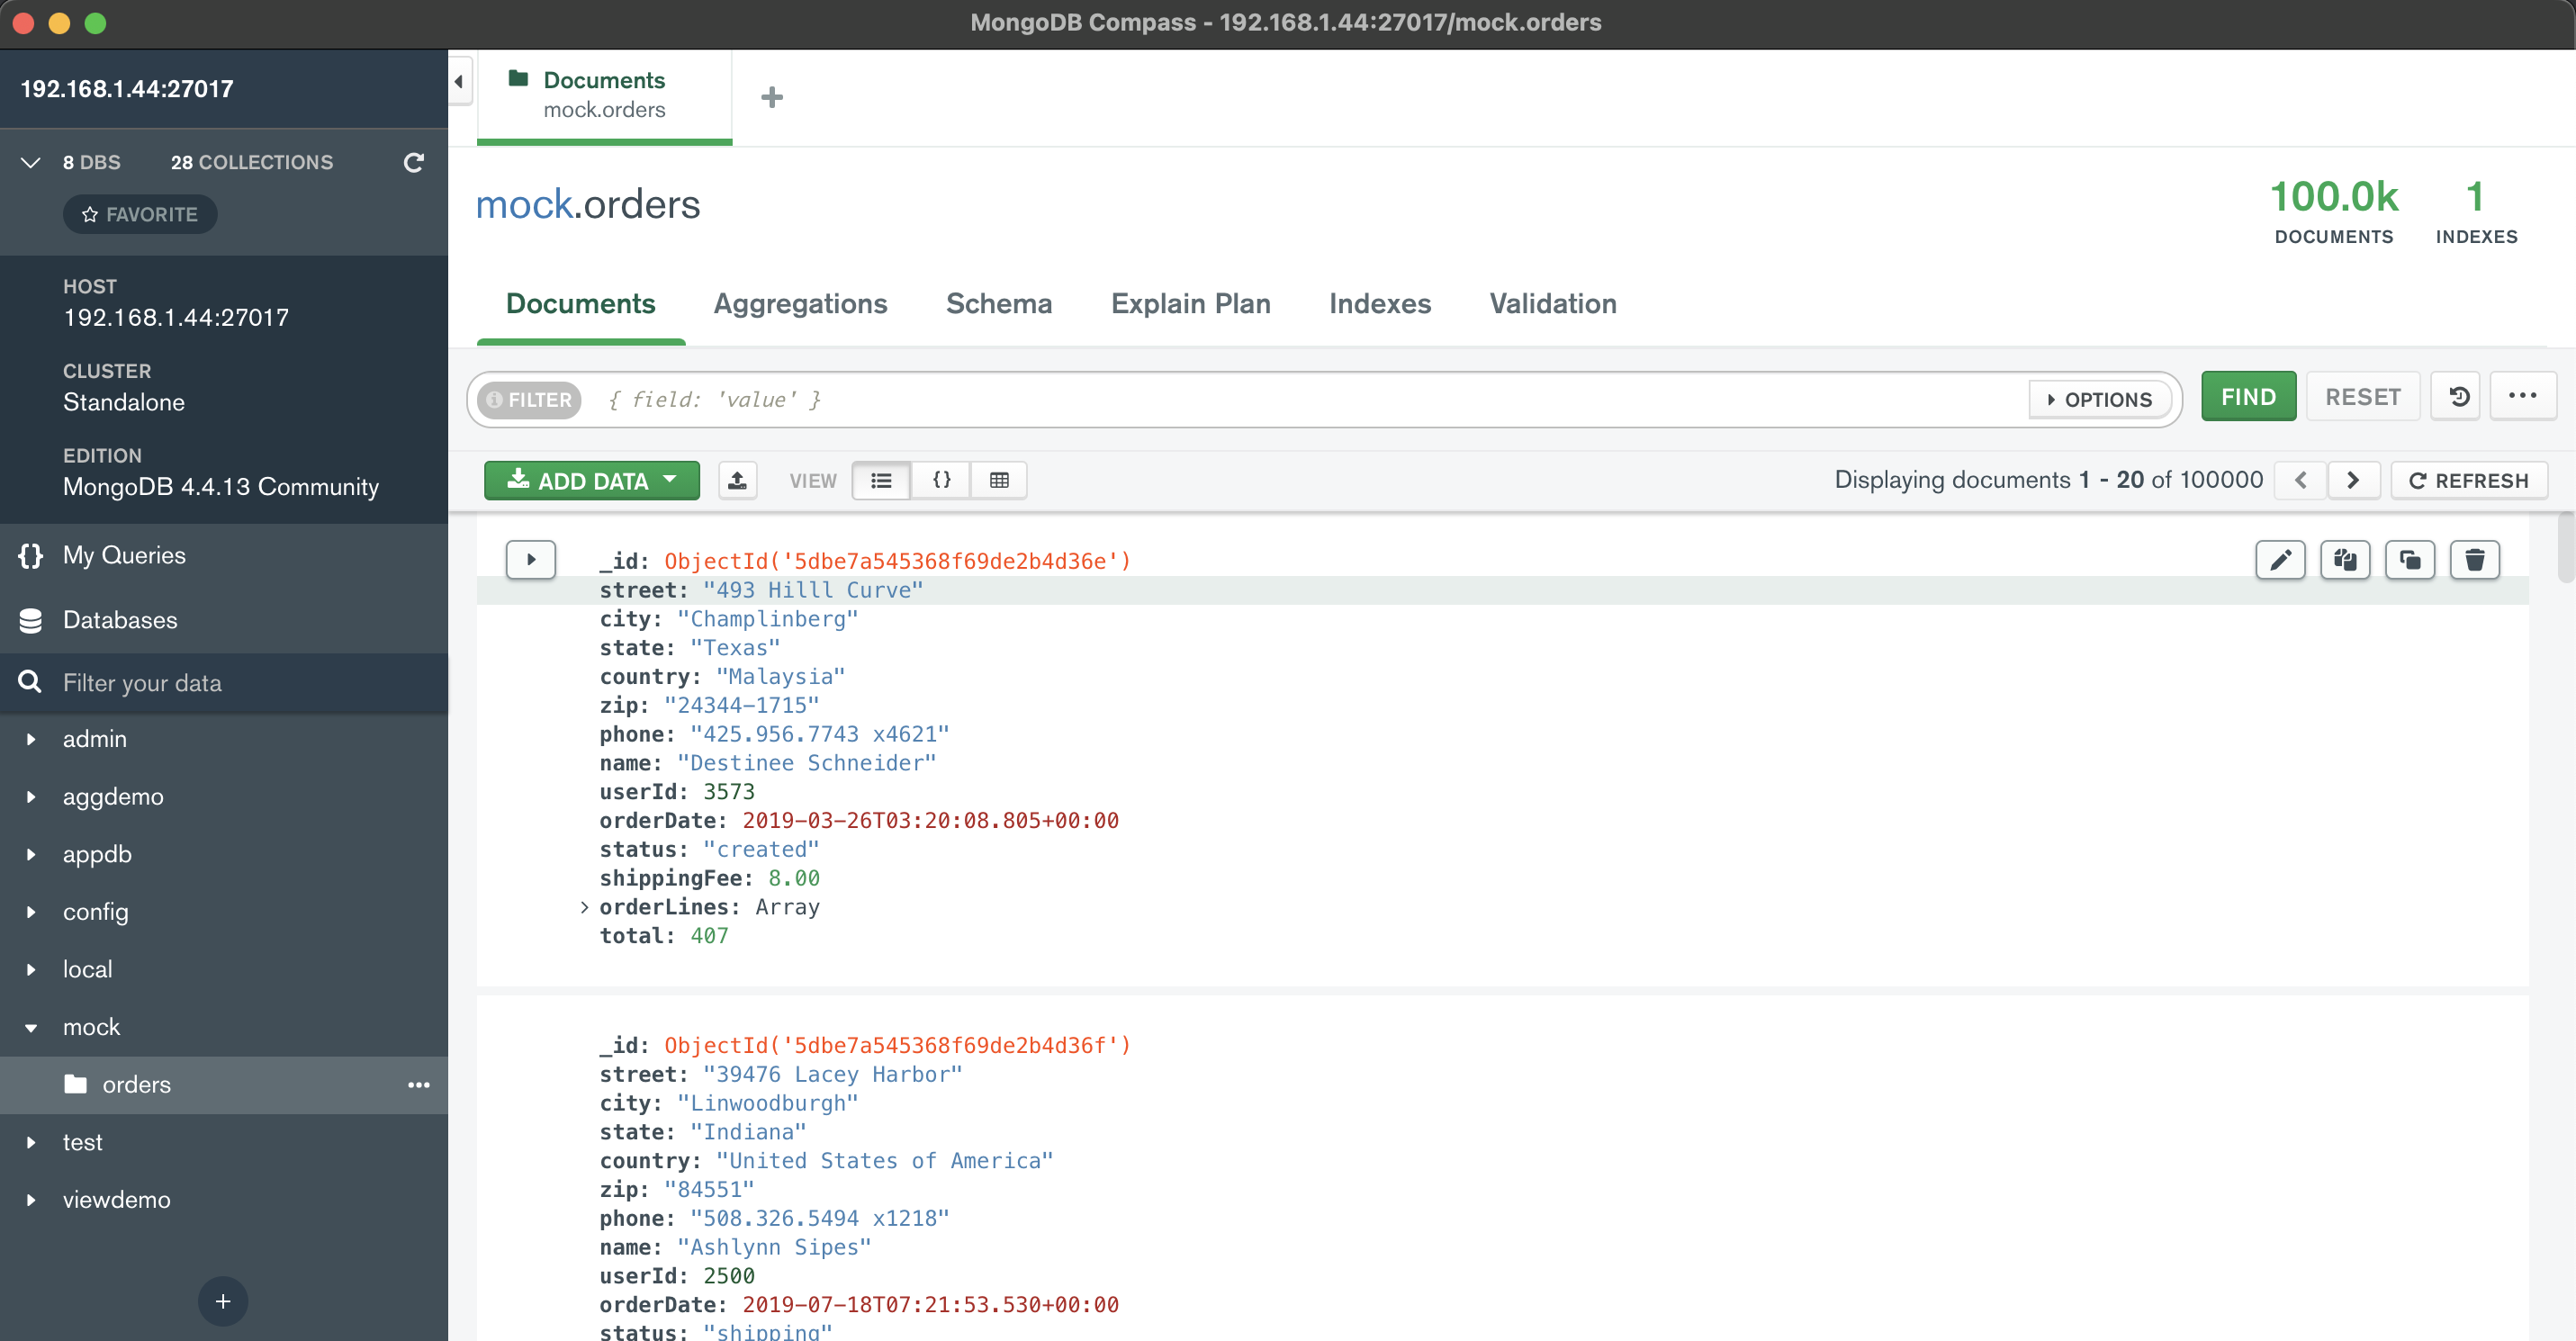 MongoDB Compass - 192.168.1.44:27017/mock.orders
192.168.1.44:27017
8 DBS 28 COLLECTIONS
FAVORITE
HOST
192.168.1.44:27017
CLUSTER
Standalone
EDITION
MongoDB 4.4.13 Community
My Queries
Databases
Filter your data
admin
aggdemo
appdb
config
local
mock
orders
test
viewdemo
Documents
mock.orders
mock.orders
100.0k 1
DOCUMENTS INDEXES
Documents Aggregations Schema Explain Plan Indexes Validation
FILTER { field: 'value' } OPTIONS FIND RESET
ADD DATA VIEW Displaying documents 1 - 20 of 100000 REFRESH
_id: ObjectId('5dbe7a545368f69de2b4d36e')
street: "493 Hilll Curve"
city: "Champlinberg"
state: "Texas"
country: "Malaysia"
zip: "24344-1715"
phone: "425.956.7743 x4621"
name: "Destinee Schneider"
userId: 3573
orderDate: 2019-03-26T03:20:08.805+00:00
status: "created"
shippingFee: 8.00
orderLines: Array
total: 407
_id: ObjectId('5dbe7a545368f69de2b4d36f')
street: "39476 Lacey Harbor"
city: "Linwoodburgh"
state: "Indiana"
country: "United States of America"
zip: "84551"
phone: "508.326.5494 x1218"
name: "Ashlynn Sipes"
userId: 2500
orderDate: 2019-07-18T07:21:53.530+00:00
status: "shipping"